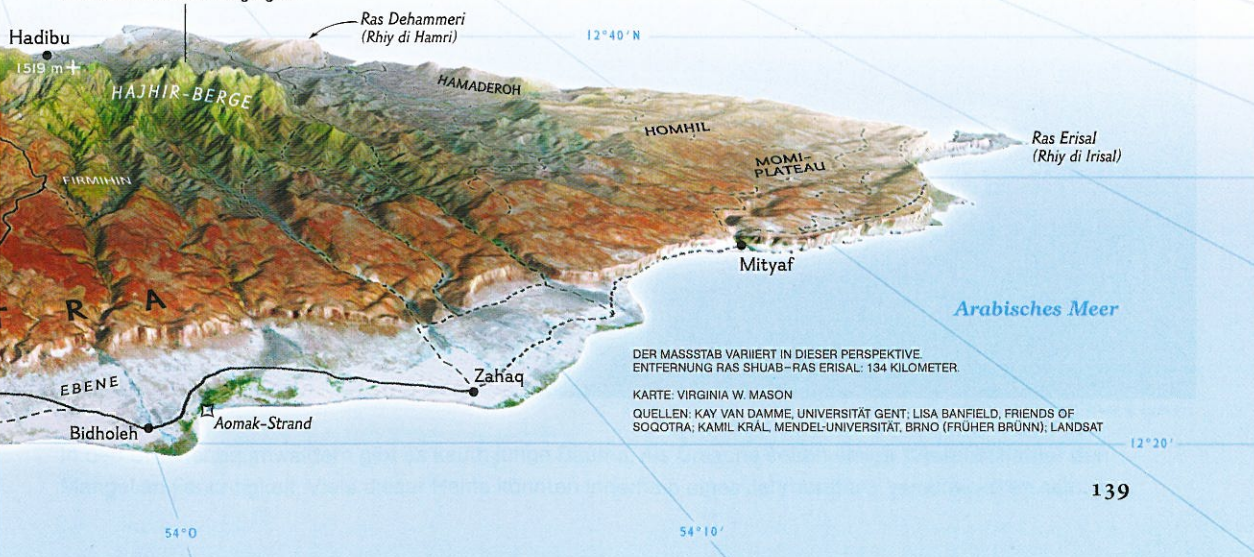 Ras Dehammeri
(Rhiy di Hamri)
Hadibu
12°40′N
1519 m
HAJHIR-BERGE
HAMADEROH
HOMHIL
MOMI-
PLATEAU
Ras Erisal
(Rhiy di Irisal)
FIRMIHIN
Mityaf
R A
Arabisches Meer
DER MASSSTAB VARIIERT IN DIESER PERSPEKTIVE.
ENTFERNUNG RAS SHUAB–RAS ERISAL: 134 KILOMETER.
KARTE: VIRGINIA W. MASON
QUELLEN: KAY VAN DAMME, UNIVERSITÄT GENT; LISA BANFIELD, FRIENDS OF
SOQOTRA; KAMIL KRÁL, MENDEL-UNIVERSITÄT, BRNO (FRÜHER BRÜNN); LANDSAT
EBENE
Zahaq
Aomak-Strand
Bidholeh
12°20′
139
54°O
54°10′